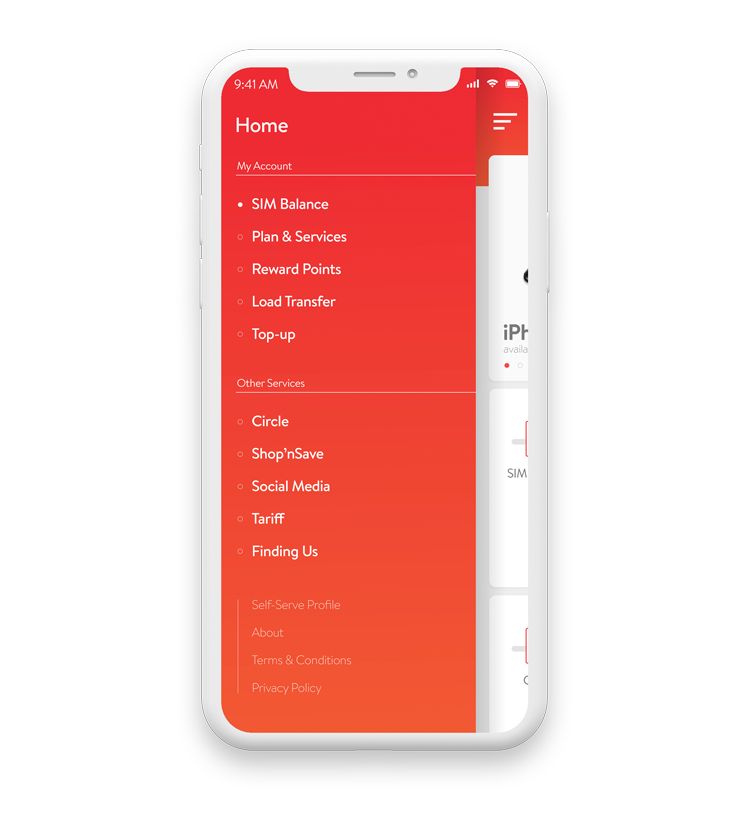 9:41 AM
Home
My Account
SIM Balance
Plan & Services
Reward Points
Load Transfer
Top-up
Other Services
Circle
Shop'nSave
Social Media
Tariff
Finding Us
Self-Serve Profile
About
Terms & Conditions
Privacy Policy
iPh
availa
SIM